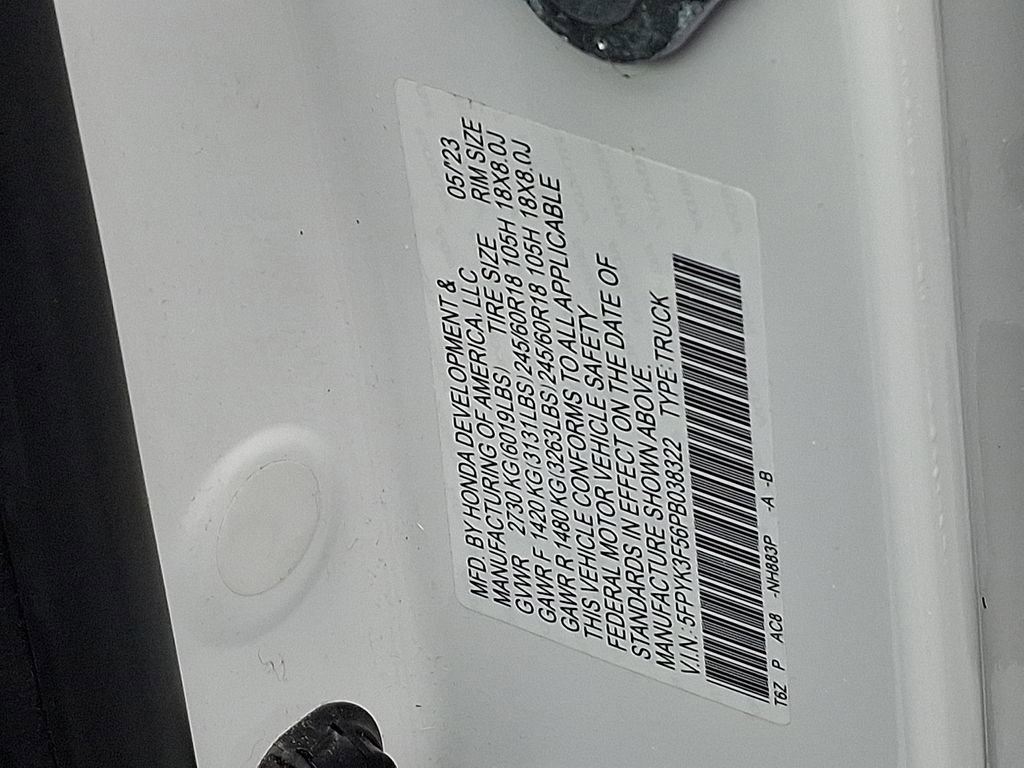 MFD. BY HONDA DEVELOPMENT & 05/'23
MANUFACTURING OF AMERICA, LLC
GVWR 2730 KG (6019LBS) TIRE SIZE RIM SIZE
GAWR F 1420 KG (3131LBS) 245/60R18 105H 18X8.0J
GAWR R 1480 KG (3263LBS) 245/60R18 105H 18X8.0J
THIS VEHICLE CONFORMS TO ALL APPLICABLE
FEDERAL MOTOR VEHICLE SAFETY
STANDARDS IN EFFECT ON THE DATE OF
MANUFACTURE SHOWN ABOVE.
V.I.N.: 5FPYK3F56PB038322 TYPE: TRUCK
T6Z P AC8 -NH883P -A -B